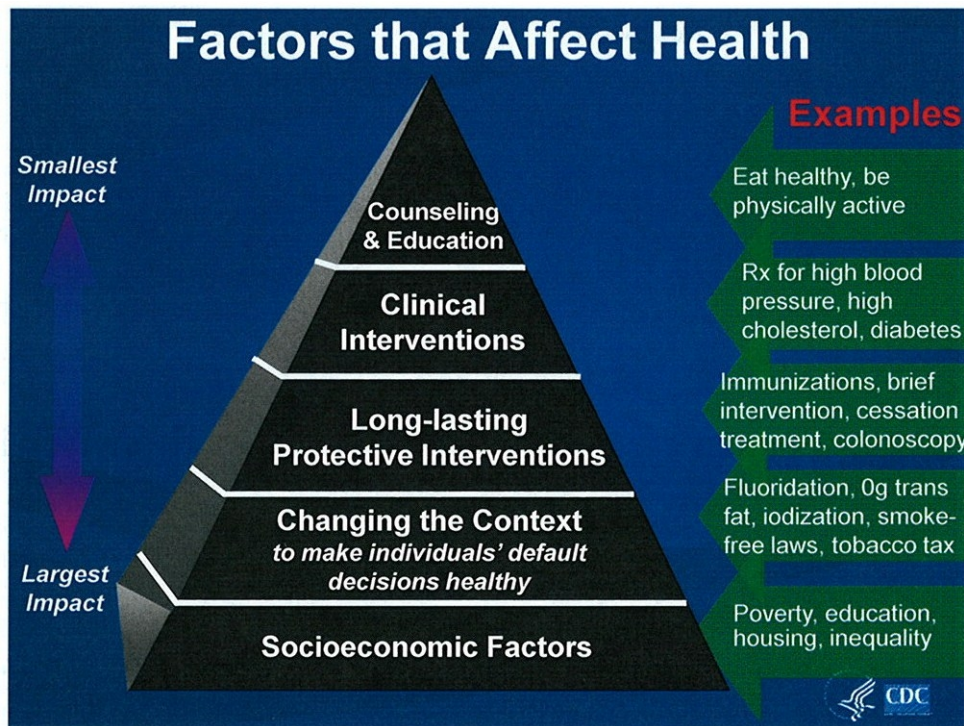 Factors that Affect Health
Examples
Smallest
Impact
Largest
Impact
Counseling
& Education
Clinical
Interventions
Long-lasting
Protective Interventions
Changing the Context
to make individuals' default
decisions healthy
Socioeconomic Factors
Eat healthy, be
physically active
Rx for high blood
pressure, high
cholesterol, diabetes
Immunizations, brief
intervention, cessation
treatment, colonoscopy
Fluoridation, 0g trans
fat, iodization, smoke-
free laws, tobacco tax
Poverty, education,
housing, inequality
CDC